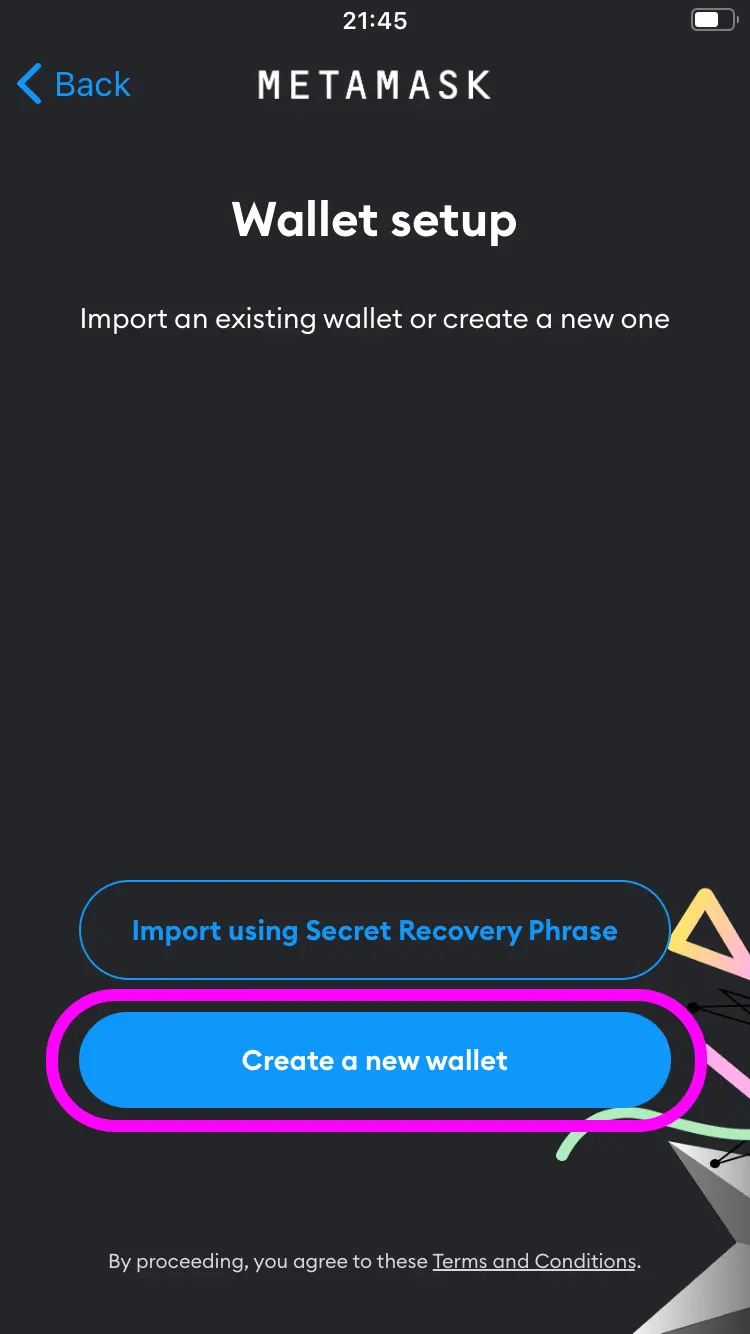 21:45
Back
METAMASK
Wallet setup
Import an existing wallet or create a new one
Import using Secret Recovery Phrase
Create a new wallet
By proceeding, you agree to these Terms and Conditions.